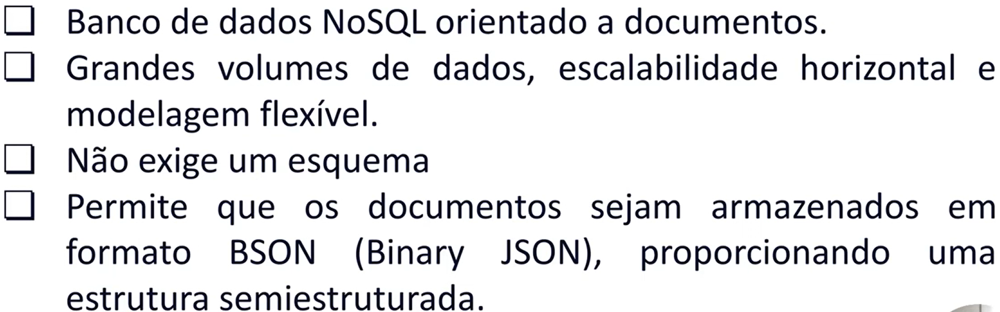 Banco de dados NoSQL orientado a documentos.
Grandes volumes de dados, escalabilidade horizontal e
modelagem flexível.
Não exige um esquema
Permite que os documentos sejam armazenados em
formato BSON (Binary JSON), proporcionando uma
estrutura semiestruturada.